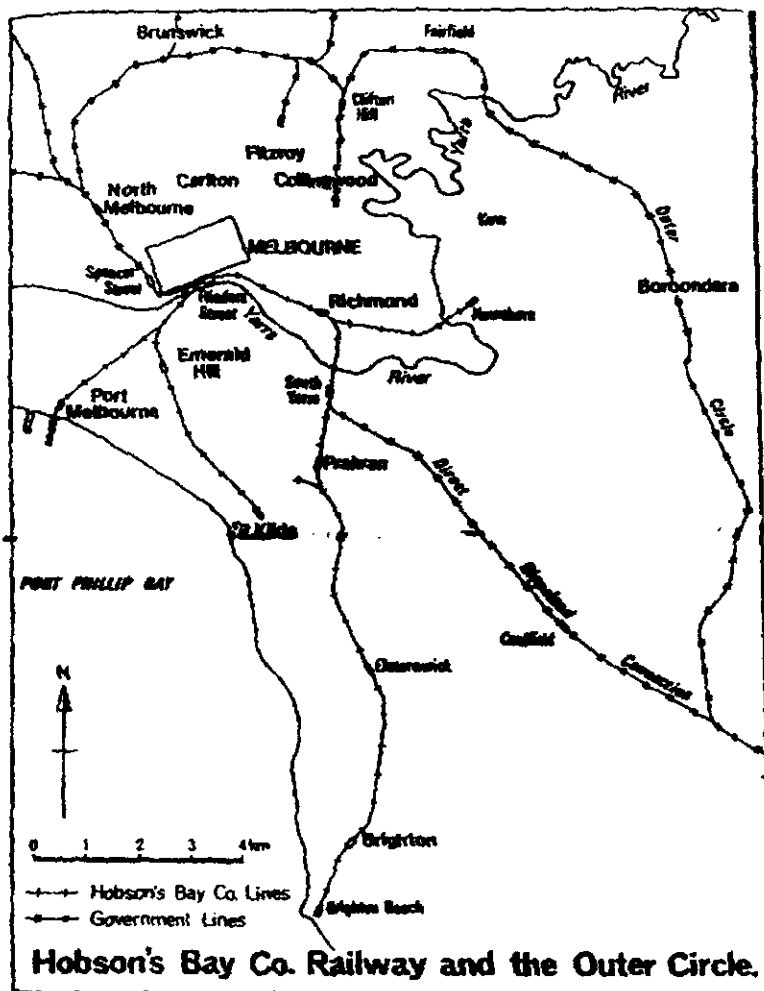 Brunswick
Fairfield
River
Clifton
Hill
Yarra
Fitzroy
Carlton
Collingwood
North
Melbourne
Kew
Outer
MELBOURNE
Spencer
Street
Boroondara
Richmond
Flinders
Street
Yarra
Hawthorn
Emerald
Hill
River
South
Yarra
Port
Melbourne
Circle
Prahran
Direct
St Kilda
PORT PHILLIP BAY
Gippsland
Caulfield
Connection
Elsternwick
N
Brighton
0 1 2 3 4 km
Hobson's Bay Co. Lines
Government Lines
Brighton Beach
Hobson's Bay Co. Railway and the Outer Circle.